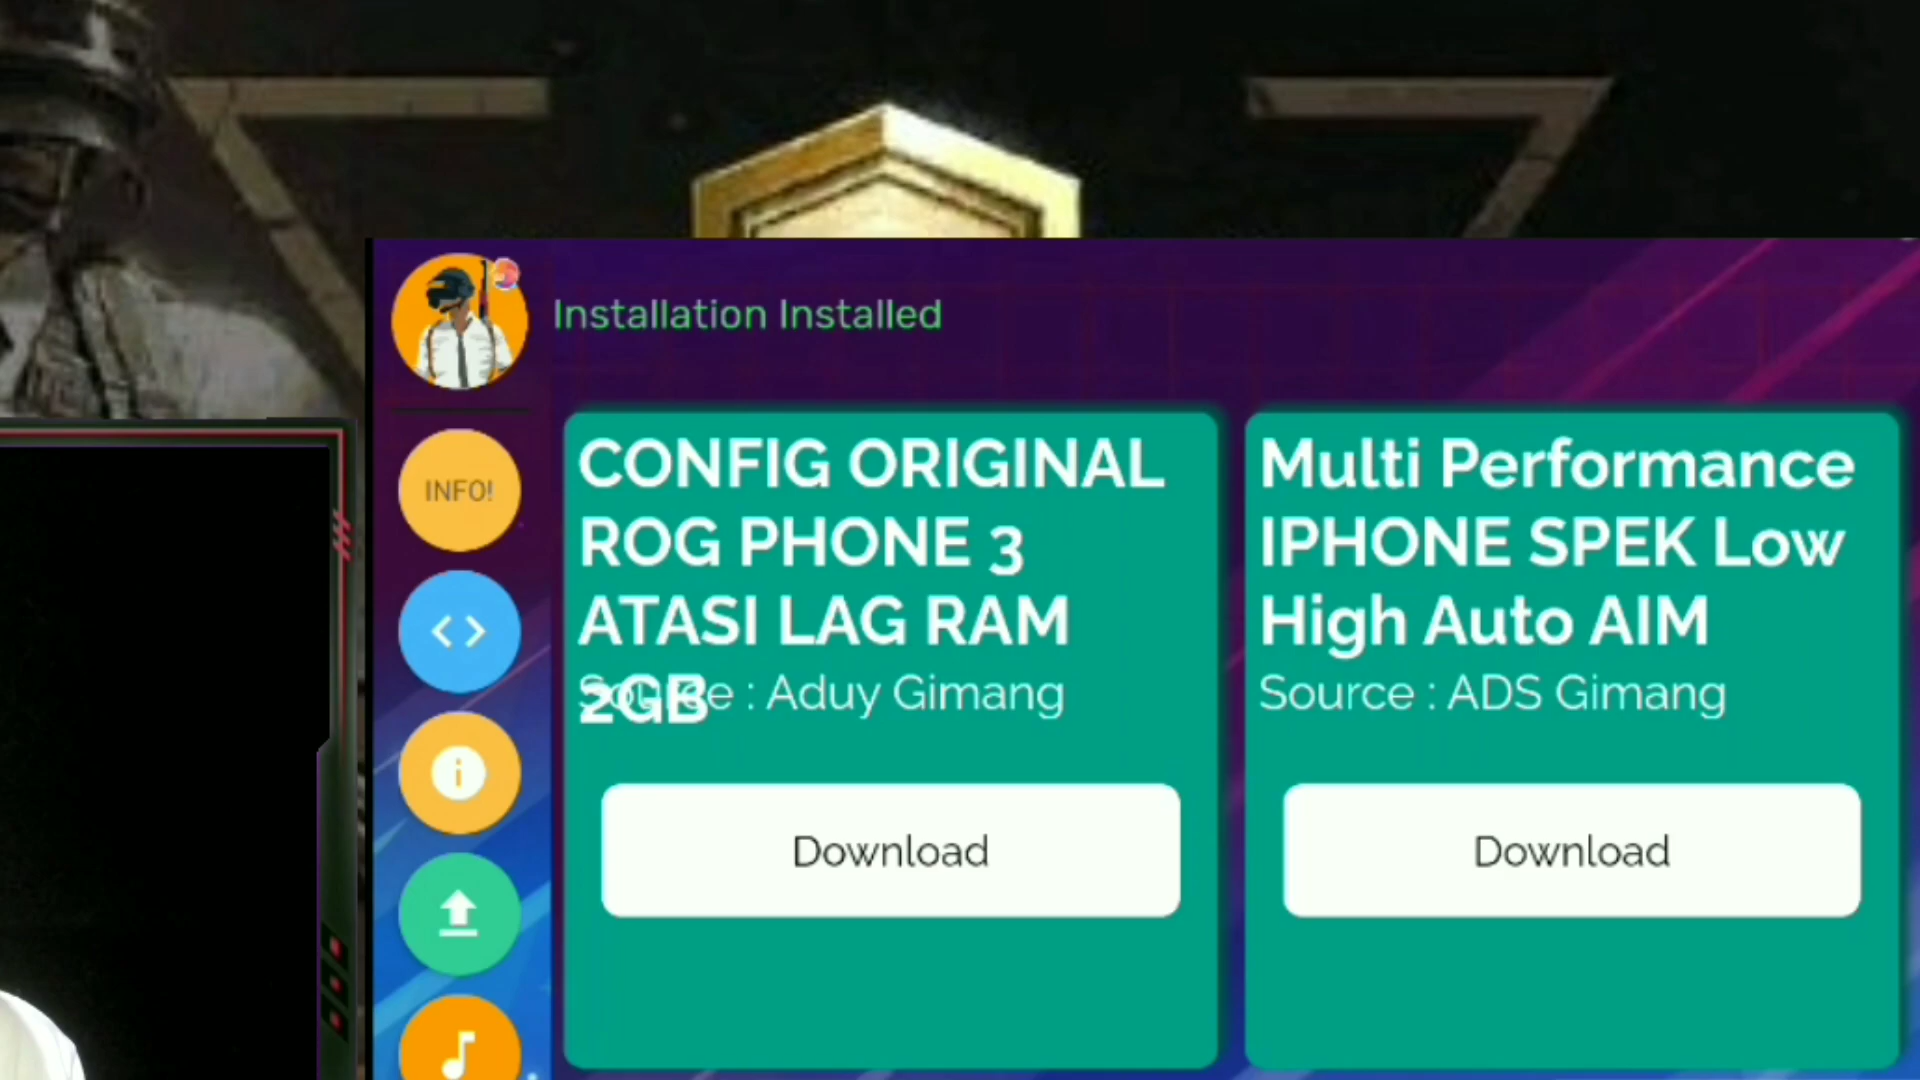 Installation Installed
INFO!
CONFIG ORIGINAL
ROG PHONE 3
ATASI LAG RAM
2GB
Source : Aduy Gimang
Download
Multi Performance
IPHONE SPEK Low
High Auto AIM
Source : ADS Gimang
Download